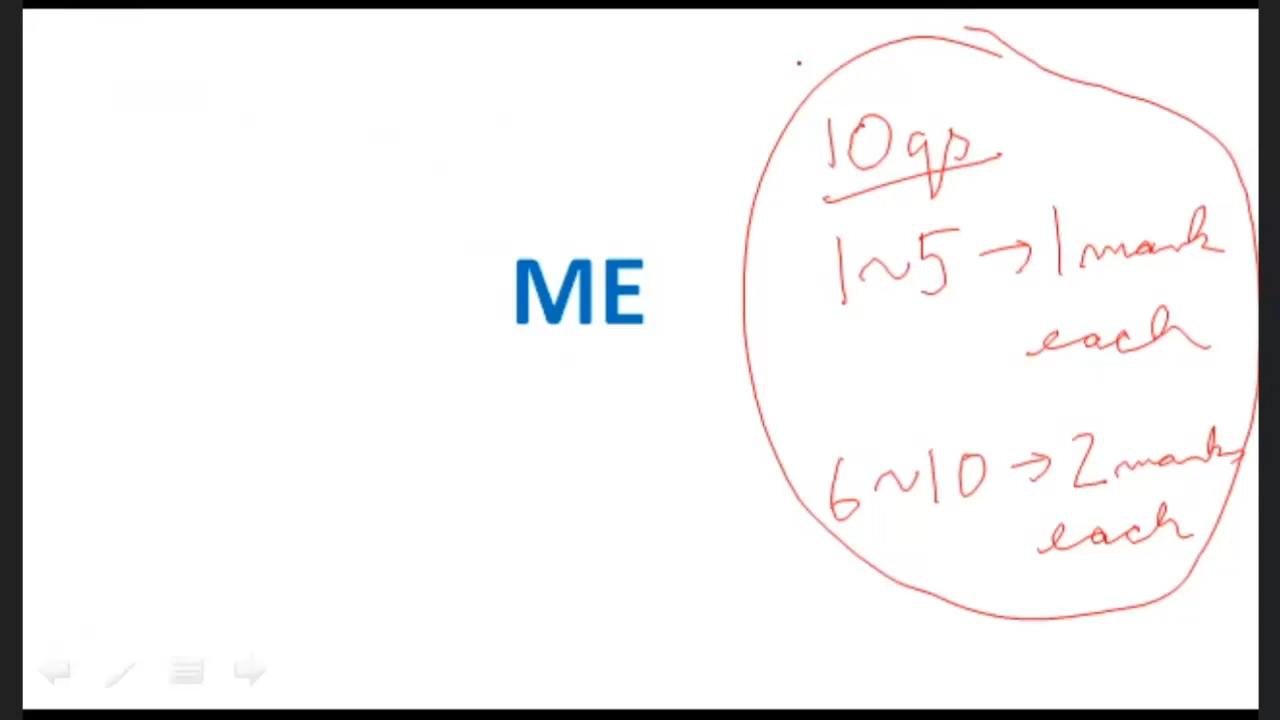 ME
10 qs
1~5 → 1 mark
each
6~10 → 2 marks
each